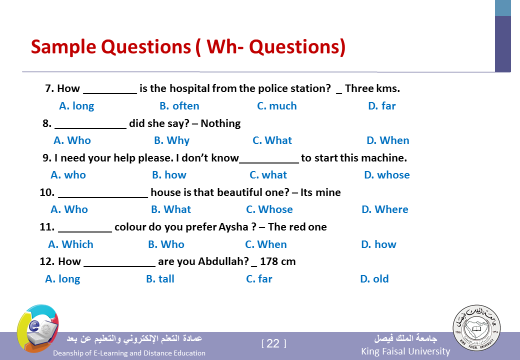 Sample Questions ( Wh- Questions)
7. How _________ is the hospital from the police station? _ Three kms.
A. long B. often C. much D. far
8. ____________ did she say? – Nothing
A. Who B. Why C. What D. When
9. I need your help please. I don't know__________ to start this machine.
A. who B. how C. what D. whose
10. _______________ house is that beautiful one? – Its mine
A. Who B. What C. Whose D. Where
11. _________ colour do you prefer Aysha ? – The red one
A. Which B. Who C. When D. how
12. How ____________ are you Abdullah? _ 178 cm
A. long B. tall C. far D. old
عمادة التعلم الإلكتروني والتعليم عن بعد
Deanship of E-Learning and Distance Education
[ 22 ]
جامعة الملك فيصل
King Faisal University